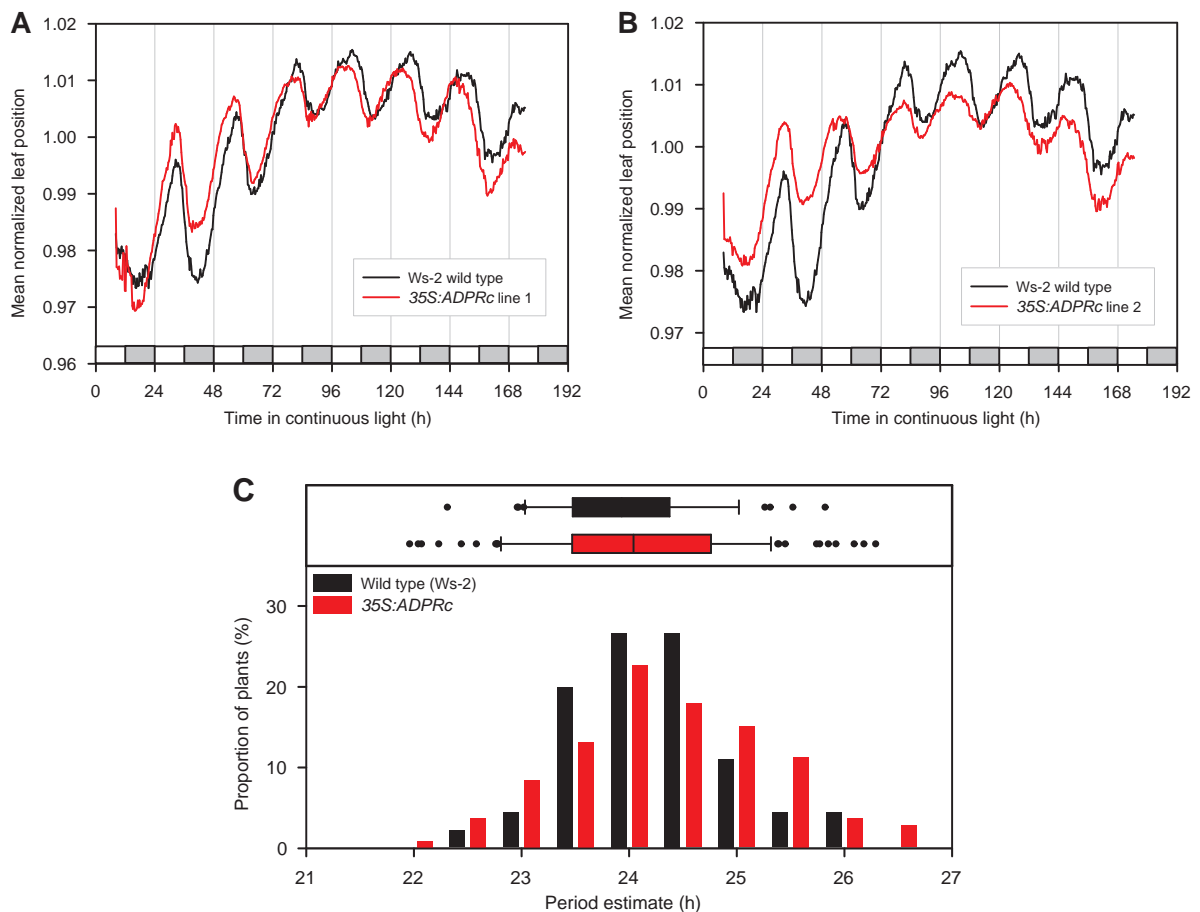 A
1.02
1.01
1.00
0.99
0.98
0.97
0.96
Mean normalized leaf position
Ws-2 wild type
35S:ADPRc line 1
0 24 48 72 96 120 144 168 192
Time in continuous light (h)
B
1.02
1.01
1.00
0.99
0.98
0.97
Mean normalized leaf position
Ws-2 wild type
35S:ADPRc line 2
0 24 48 72 96 120 144 168 192
Time in continuous light (h)
C
Wild type (Ws-2)
35S:ADPRc
30
20
10
0
Proportion of plants (%)
21 22 23 24 25 26 27
Period estimate (h)